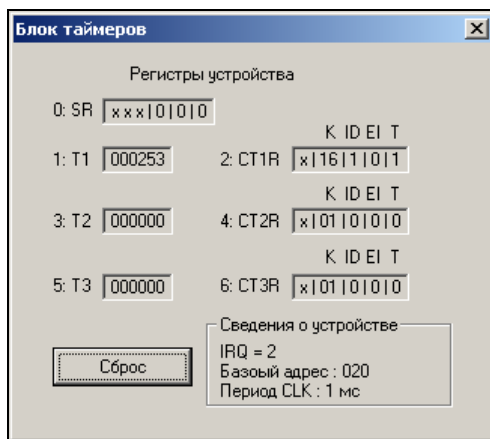 Блок таймеров
Регистры устройства
0: SR xxx|0|0|0
K ID EI T
1: T1 000253 2: CT1R x|16|1|0|1
K ID EI T
3: T2 000000 4: CT2R x|01|0|0|0
K ID EI T
5: T3 000000 6: CT3R x|01|0|0|0
Сведения о устройстве
IRQ = 2
Базоый адрес : 020
Период CLK : 1 мс
Сброс